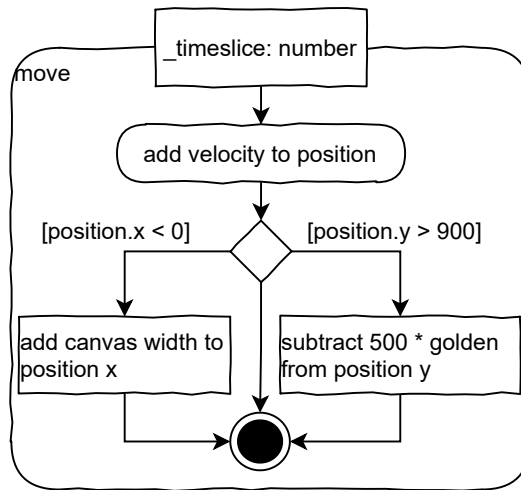 _timeslice: number
move
add velocity to position
[position.x < 0]
[position.y > 900]
add canvas width to
position x
subtract 500 * golden
from position y